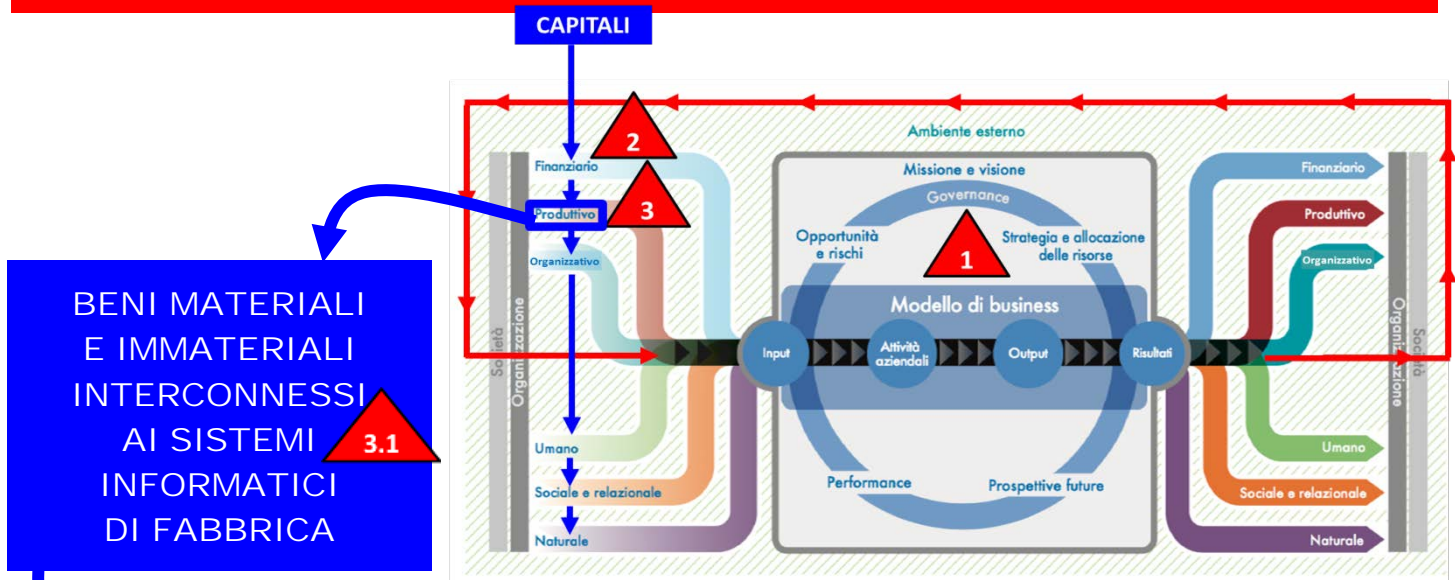 CAPITALI
Ambiente esterno
2
Finanziario
3
Produttivo
Organizzativo
Società
Organizzazione
Umano
Sociale e relazionale
Naturale
BENI MATERIALI
E IMMATERIALI
INTERCONNESSI
AI SISTEMI
3.1
INFORMATICI
DI FABBRICA
Missione e visione
Governance
Opportunità
e rischi
1
Strategia e allocazione
delle risorse
Modello di business
Input
Attività
aziendali
Output
Risultati
Performance
Prospettive future
Finanziario
Produttivo
Organizzativo
Umano
Sociale e relazionale
Naturale
Organizzazione
Società